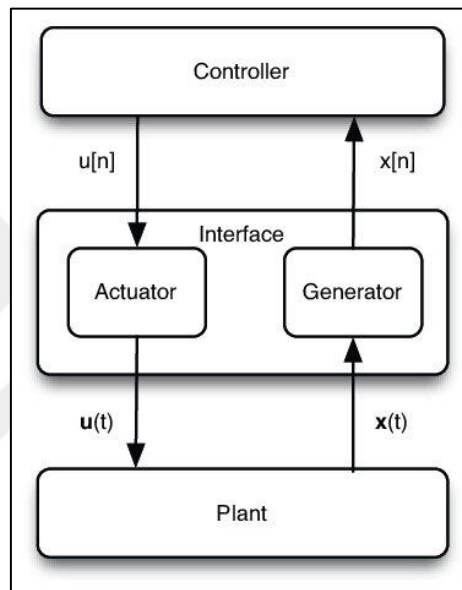 Controller
u[n]
x[n]
Interface
Actuator
Generator
u(t)
x(t)
Plant